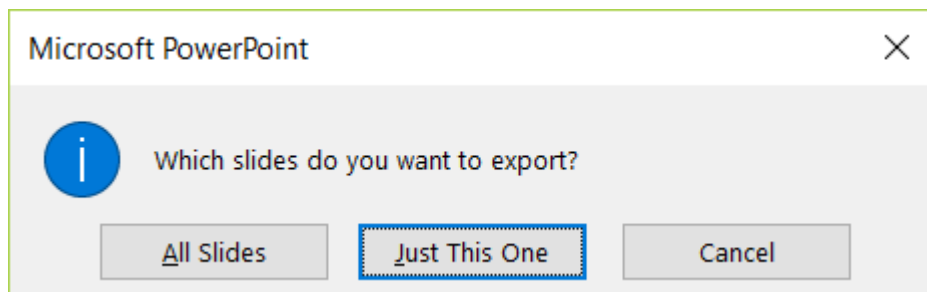 Microsoft PowerPoint
Which slides do you want to export?
All Slides Just This One Cancel